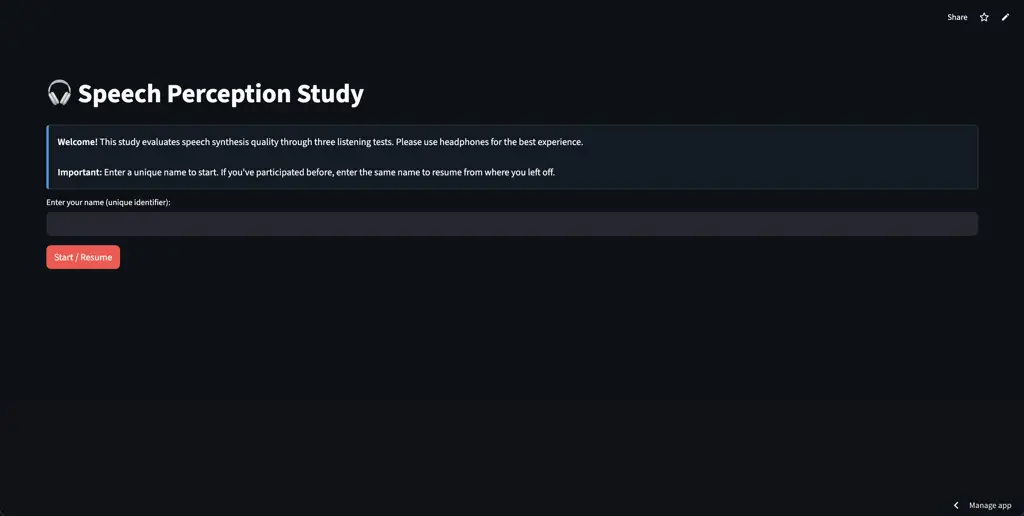 Share
Speech Perception Study
Welcome! This study evaluates speech synthesis quality through three listening tests. Please use headphones for the best experience.
Important: Enter a unique name to start. If you've participated before, enter the same name to resume from where you left off.
Enter your name (unique identifier):
Start / Resume
Manage app